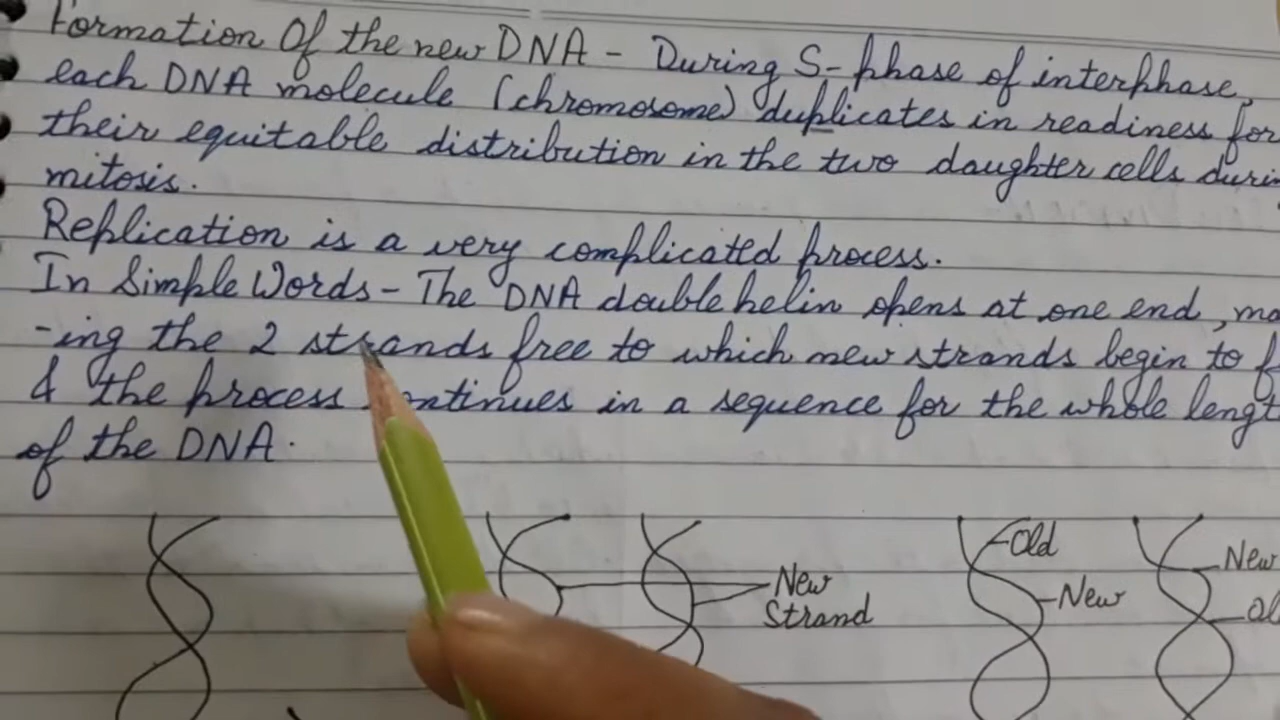 Formation Of the new DNA - During S-phase of interphase,
each DNA molecule (chromosome) duplicates in readiness for
their equitable distribution in the two daughter cells
mitosis.
Replication is a very complicated process.
In Simple Words - The DNA double helin opens at one end,
-ing the 2 strands free to which new strands begin to
& the process continues in a sequence for the whole
of the DNA.
Old New
New Strand New